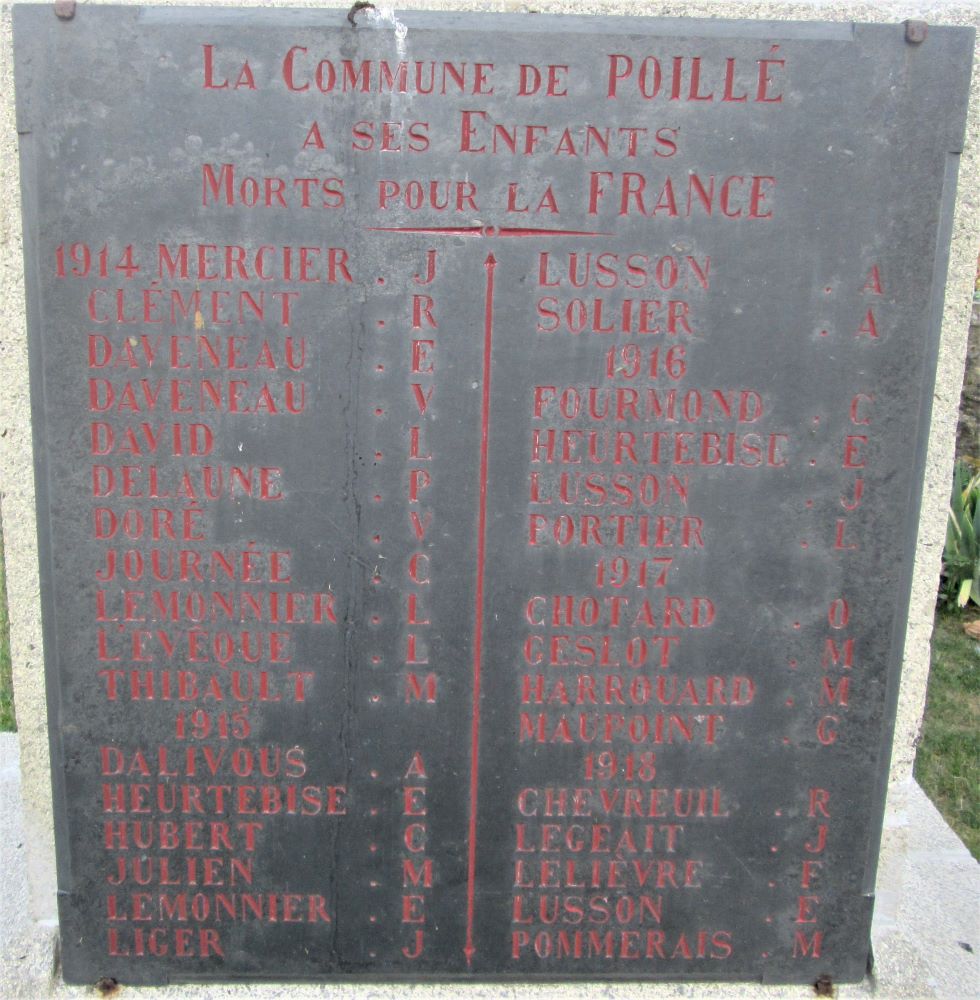 LA COMMUNE DE POILLÉ
A SES ENFANTS
MORTS POUR LA FRANCE
1914 MERCIER . J
CLÉMENT . R
DAVENEAU . E
DAVENEAU . V
DAVID . L
DELAUNE . P
DORÉ . V
JOURNÉE . C
LEMONNIER . L
L'EVÊQUE . L
THIBAULT . M
1915
DALIVOUS . A
HEURTEBISE . E
HUBERT . C
JULIEN . M
LEMONNIER . E
LIGER . J
LUSSON . A
SOLIER . A
1916
FOURMOND . C
HEURTEBISE . E
LUSSON . J
PORTIER . L
1917
CHOTARD . O
GESLOT . M
HARROUARD . M
MAUPOINT . G
1918
CHEVREUIL . R
LEGEAIT . J
LELIÈVRE . F
LUSSON . E
POMMERAIS . M